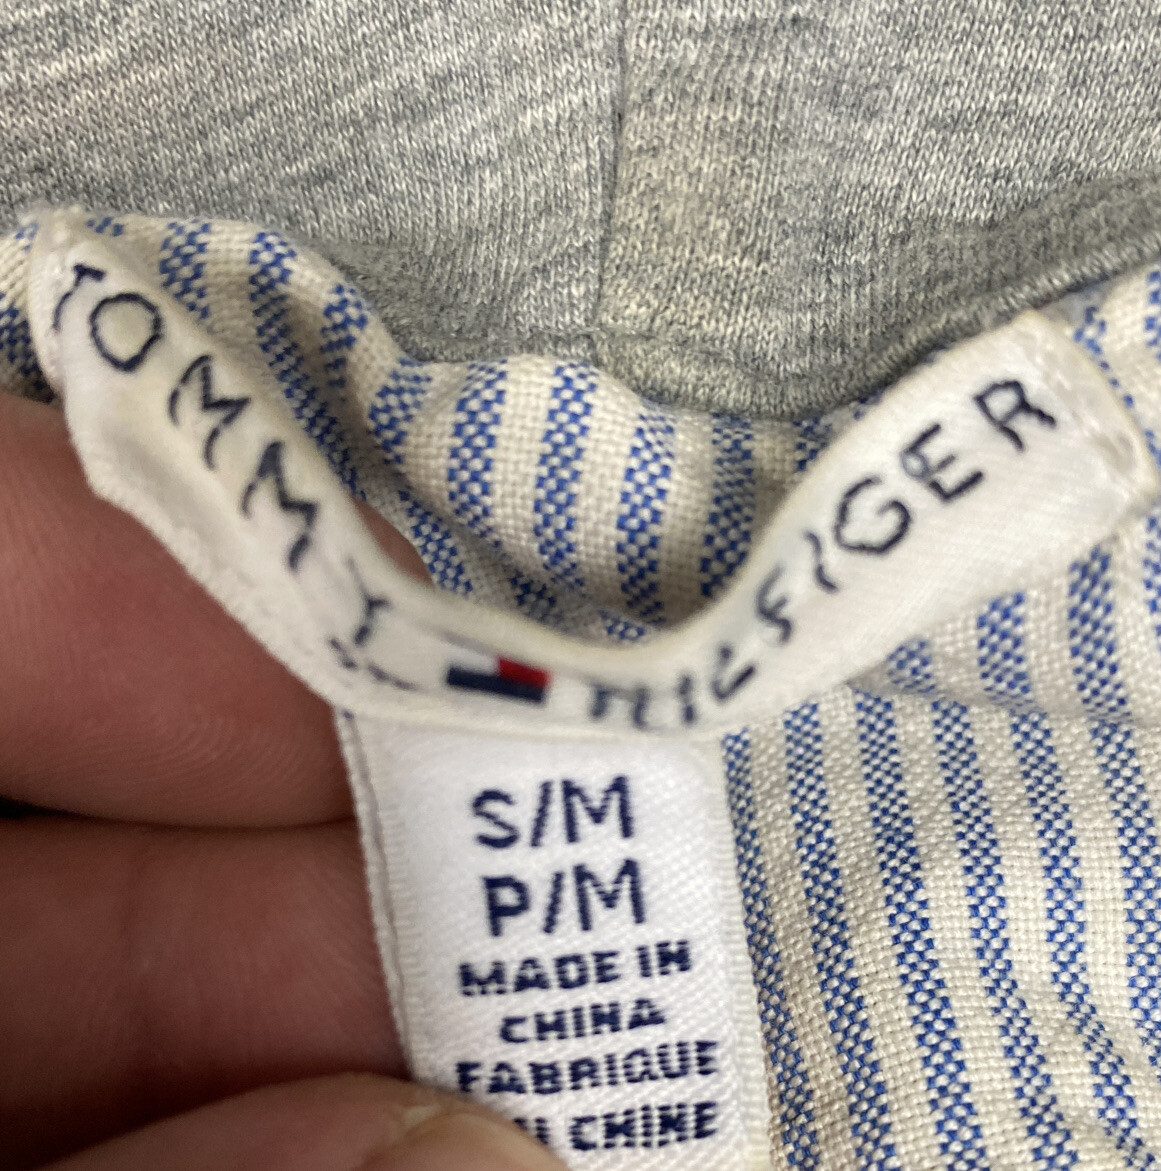 TOMMY HILFIGER
S/M
P/M
MADE IN
CHINA
FABRIQUE
CHINE